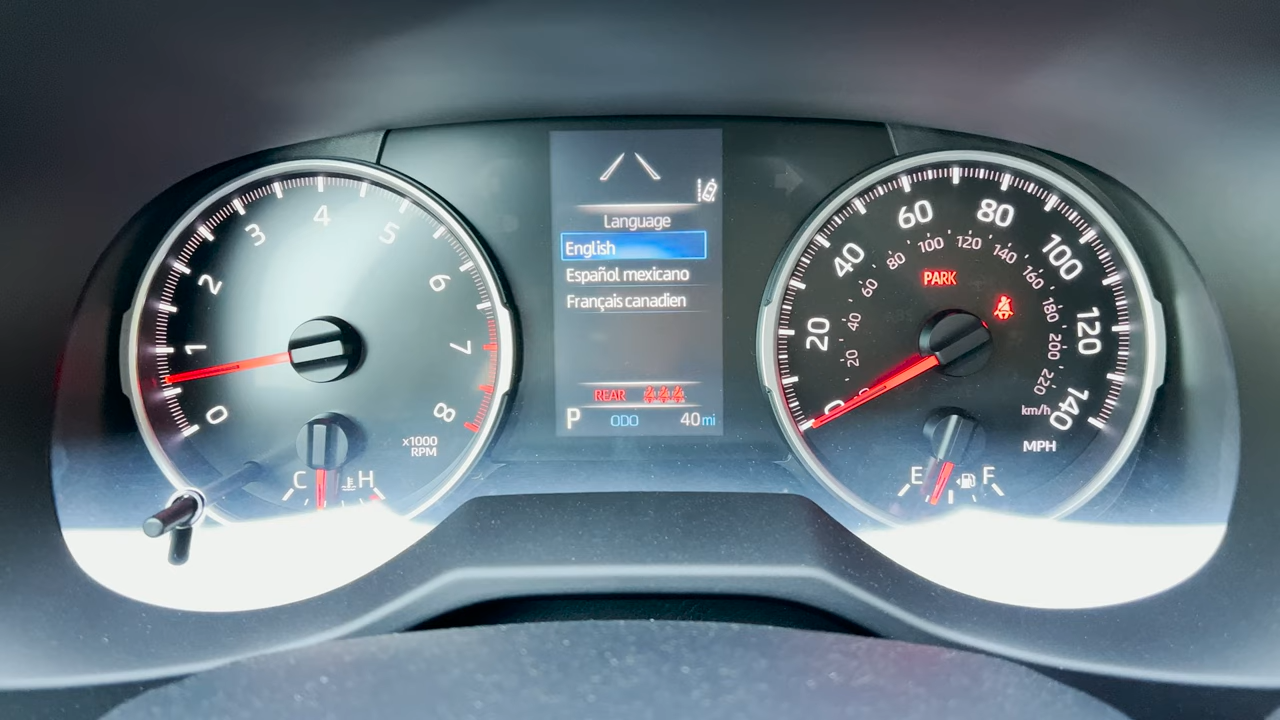 0
1
2
3
4
5
6
7
8
x1000
RPM
C H
Language
English
Español mexicano
Français canadien
REAR
P ODO 40 mi
0
20
40
60
80
100
120
140
20
40
60
80
100
120
140
160
180
200
220
km/h
MPH
PARK
E F